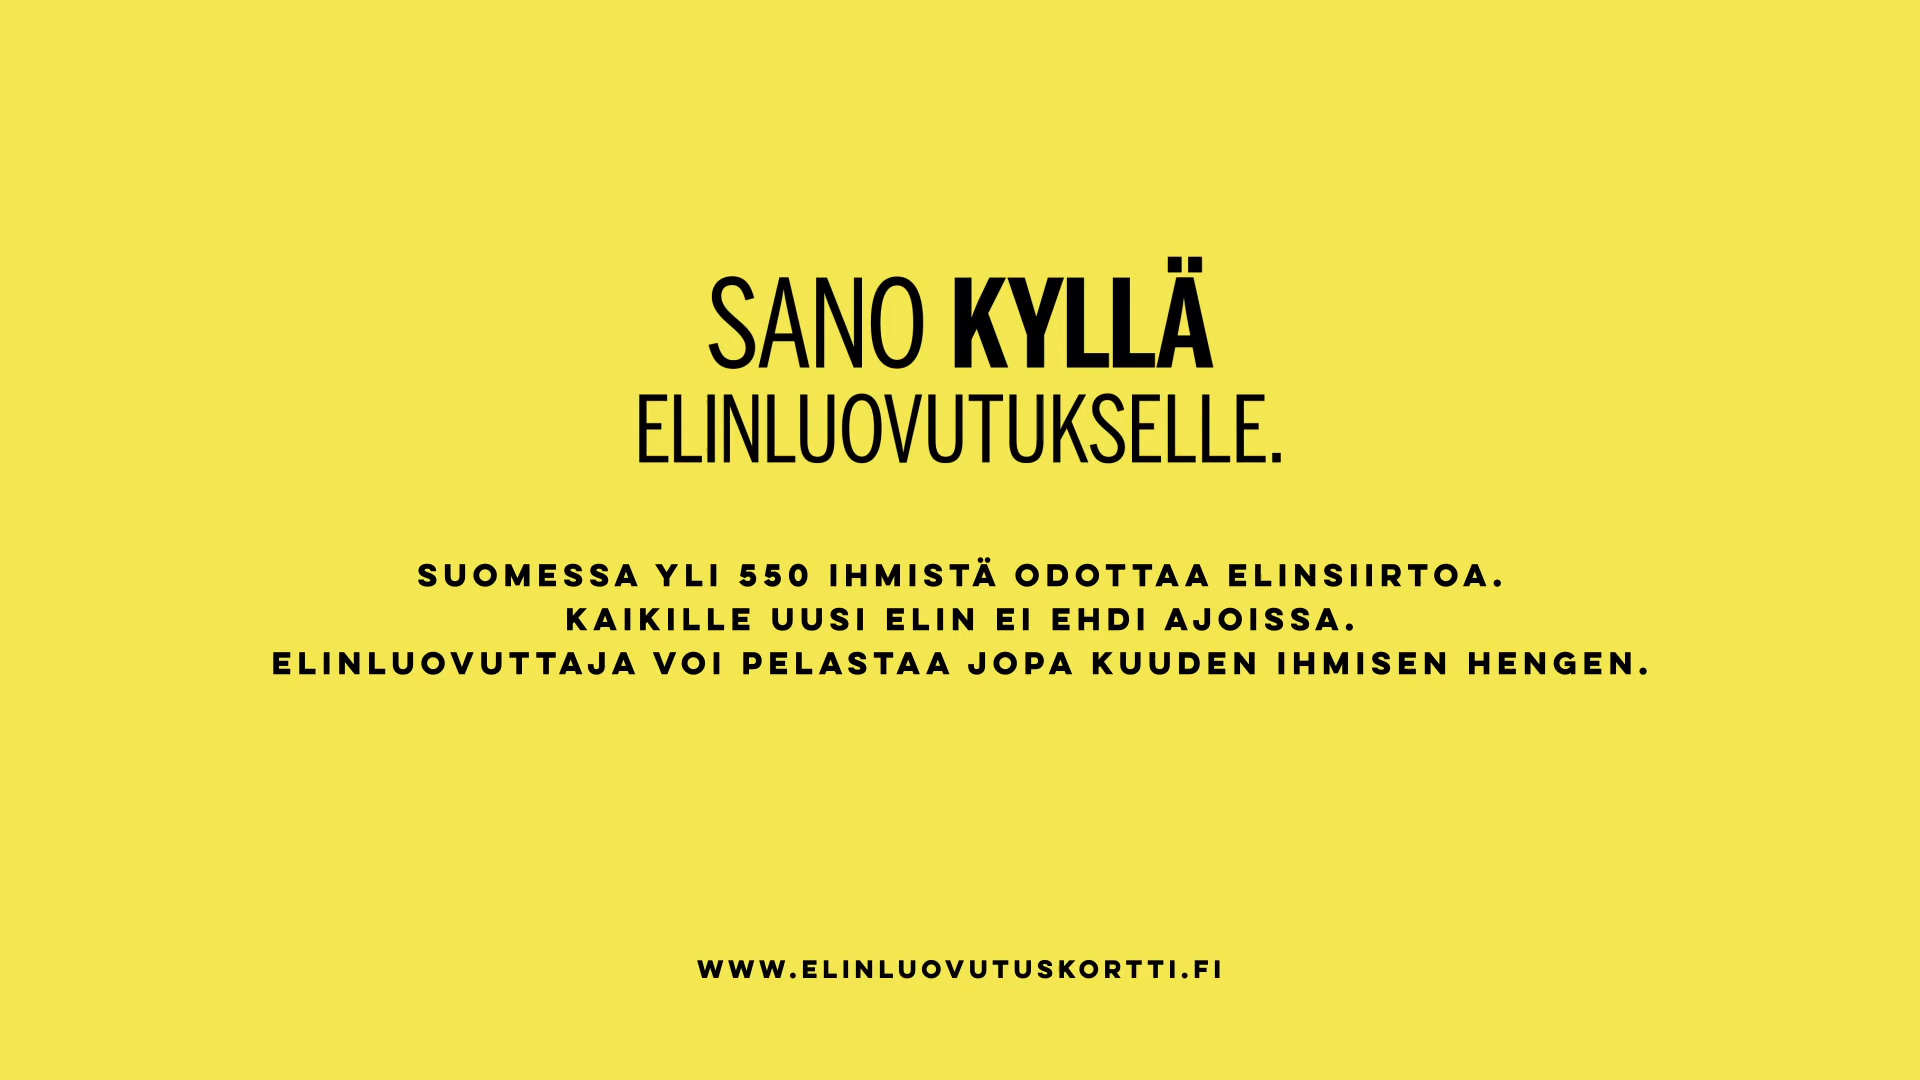 SANO KYLLÄ
ELINLUOVUTUKSELLE.
SUOMESSA YLI 550 IHMISTÄ ODOTTAA ELINSIIRTOA.
KAIKILLE UUSI ELIN EI EHDI AJOISSA.
ELINLUOVUTTAJA VOI PELASTAA JOPA KUUDEN IHMISEN HENGEN.
WWW.ELINLUOVUTUSKORTTI.FI